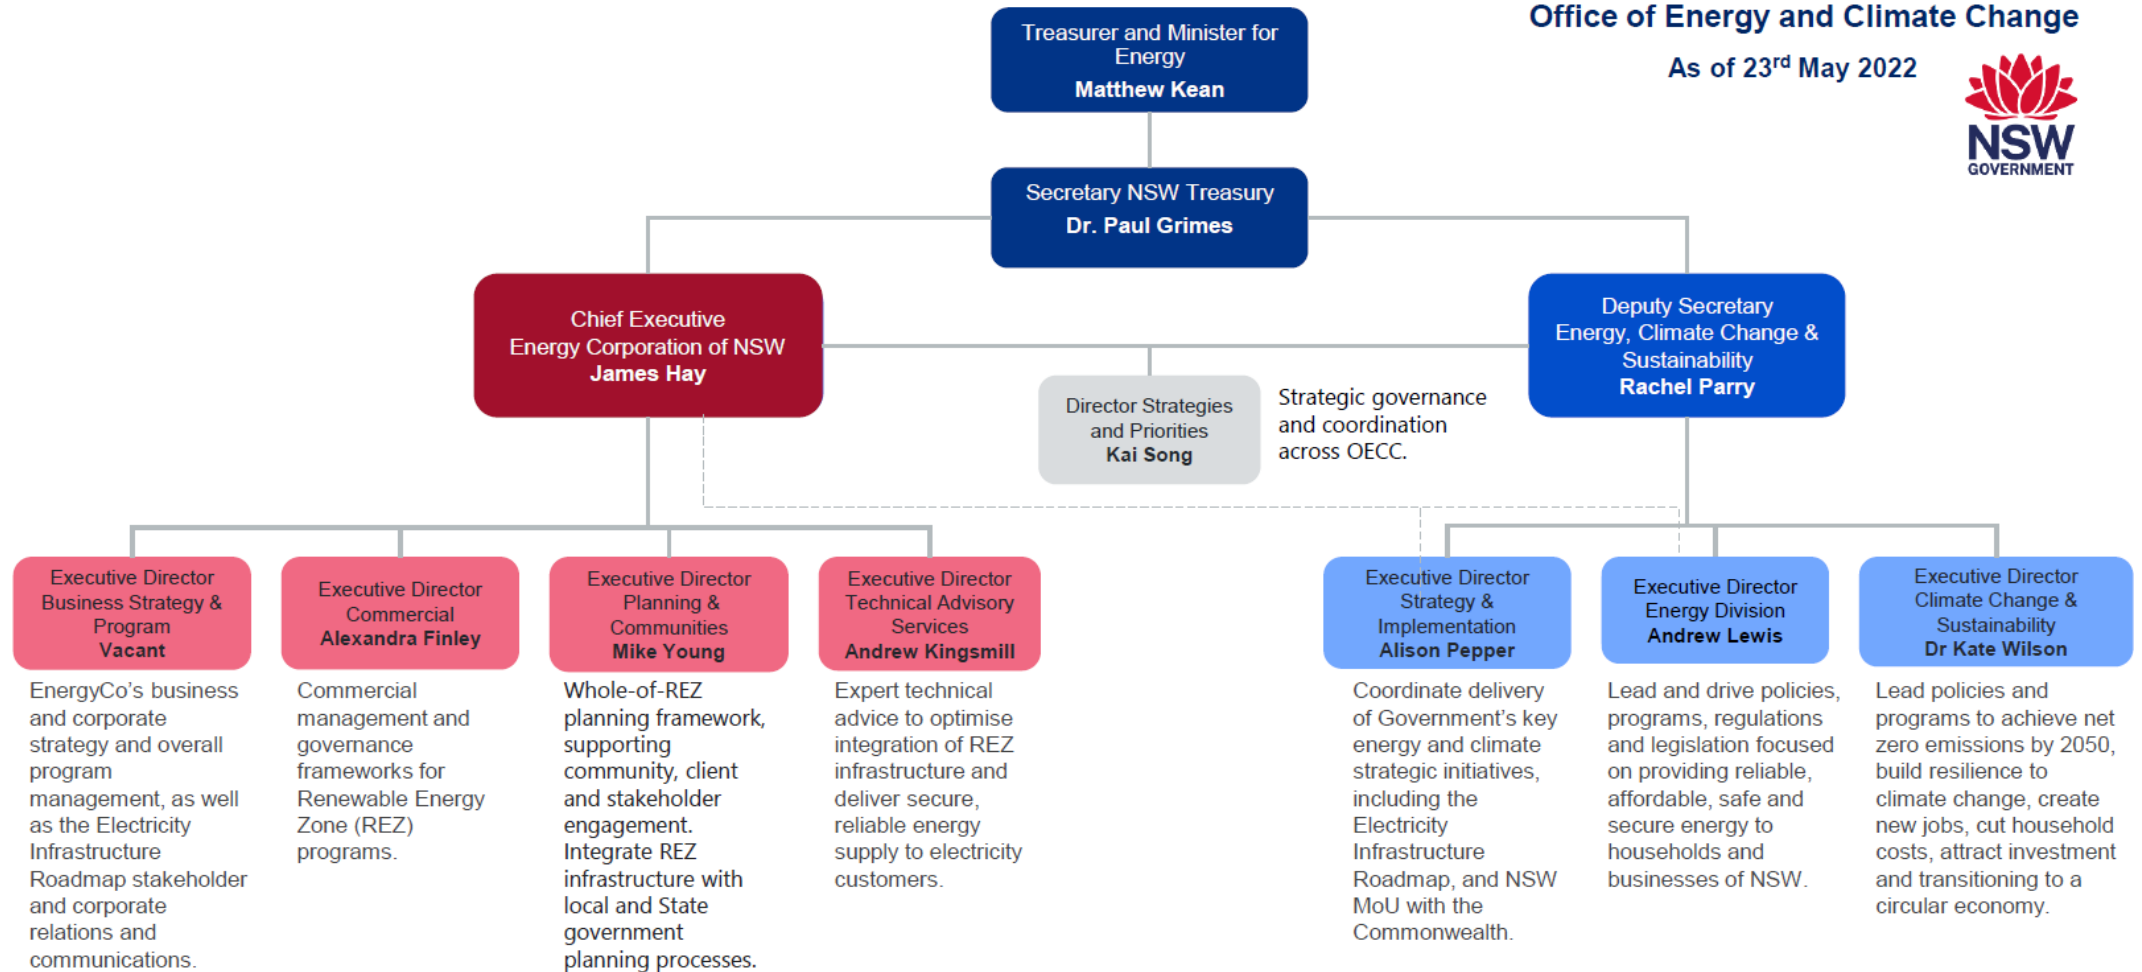 Office of Energy and Climate Change
As of 23rd May 2022
NSW
GOVERNMENT
Treasurer and Minister for
Energy
Matthew Kean
Secretary NSW Treasury
Dr. Paul Grimes
Chief Executive
Energy Corporation of NSW
James Hay
Deputy Secretary
Energy, Climate Change &
Sustainability
Rachel Parry
Director Strategies
and Priorities
Kai Song
Strategic governance
and coordination
across OECC.
Executive Director
Business Strategy &
Program
Vacant
EnergyCo’s business
and corporate
strategy and overall
program
management, as well
as the Electricity
Infrastructure
Roadmap stakeholder
and corporate
relations and
communications.
Executive Director
Commercial
Alexandra Finley
Commercial
management and
governance
frameworks for
Renewable Energy
Zone (REZ)
programs.
Executive Director
Planning &
Communities
Mike Young
Whole-of-REZ
planning framework,
supporting
community, client
and stakeholder
engagement.
Integrate REZ
infrastructure with
local and State
government
planning processes.
Executive Director
Technical Advisory
Services
Andrew Kingsmill
Expert technical
advice to optimise
integration of REZ
infrastructure and
deliver secure,
reliable energy
supply to electricity
customers.
Executive Director
Strategy &
Implementation
Alison Pepper
Coordinate delivery
of Government’s key
energy and climate
strategic initiatives,
including the
Electricity
Infrastructure
Roadmap, and NSW
MoU with the
Commonwealth.
Executive Director
Energy Division
Andrew Lewis
Lead and drive policies,
programs, regulations
and legislation focused
on providing reliable,
affordable, safe and
secure energy to
households and
businesses of NSW.
Executive Director
Climate Change &
Sustainability
Dr Kate Wilson
Lead policies and
programs to achieve net
zero emissions by 2050,
build resilience to
climate change, create
new jobs, cut household
costs, attract investment
and transitioning to a
circular economy.